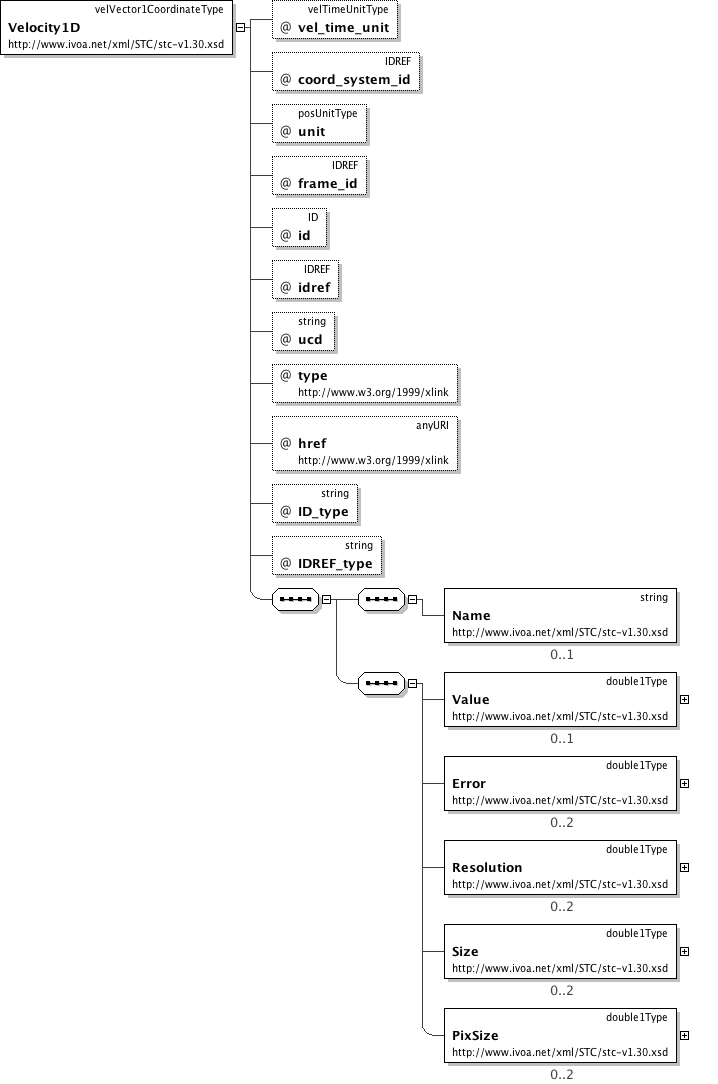 velVector1CoordinateType
Velocity1D
http://www.ivoa.net/xml/STC/stc-v1.30.xsd
velTimeUnitType
@ vel_time_unit
IDREF
@ coord_system_id
posUnitType
@ unit
IDREF
@ frame_id
ID
@ id
IDREF
@ idref
string
@ ucd
@ type
http://www.w3.org/1999/xlink
anyURI
@ href
http://www.w3.org/1999/xlink
string
@ ID_type
string
@ IDREF_type
string
Name
http://www.ivoa.net/xml/STC/stc-v1.30.xsd
0..1
double1Type
Value
http://www.ivoa.net/xml/STC/stc-v1.30.xsd
0..1
double1Type
Error
http://www.ivoa.net/xml/STC/stc-v1.30.xsd
0..2
double1Type
Resolution
http://www.ivoa.net/xml/STC/stc-v1.30.xsd
0..2
double1Type
Size
http://www.ivoa.net/xml/STC/stc-v1.30.xsd
0..2
double1Type
PixSize
http://www.ivoa.net/xml/STC/stc-v1.30.xsd
0..2